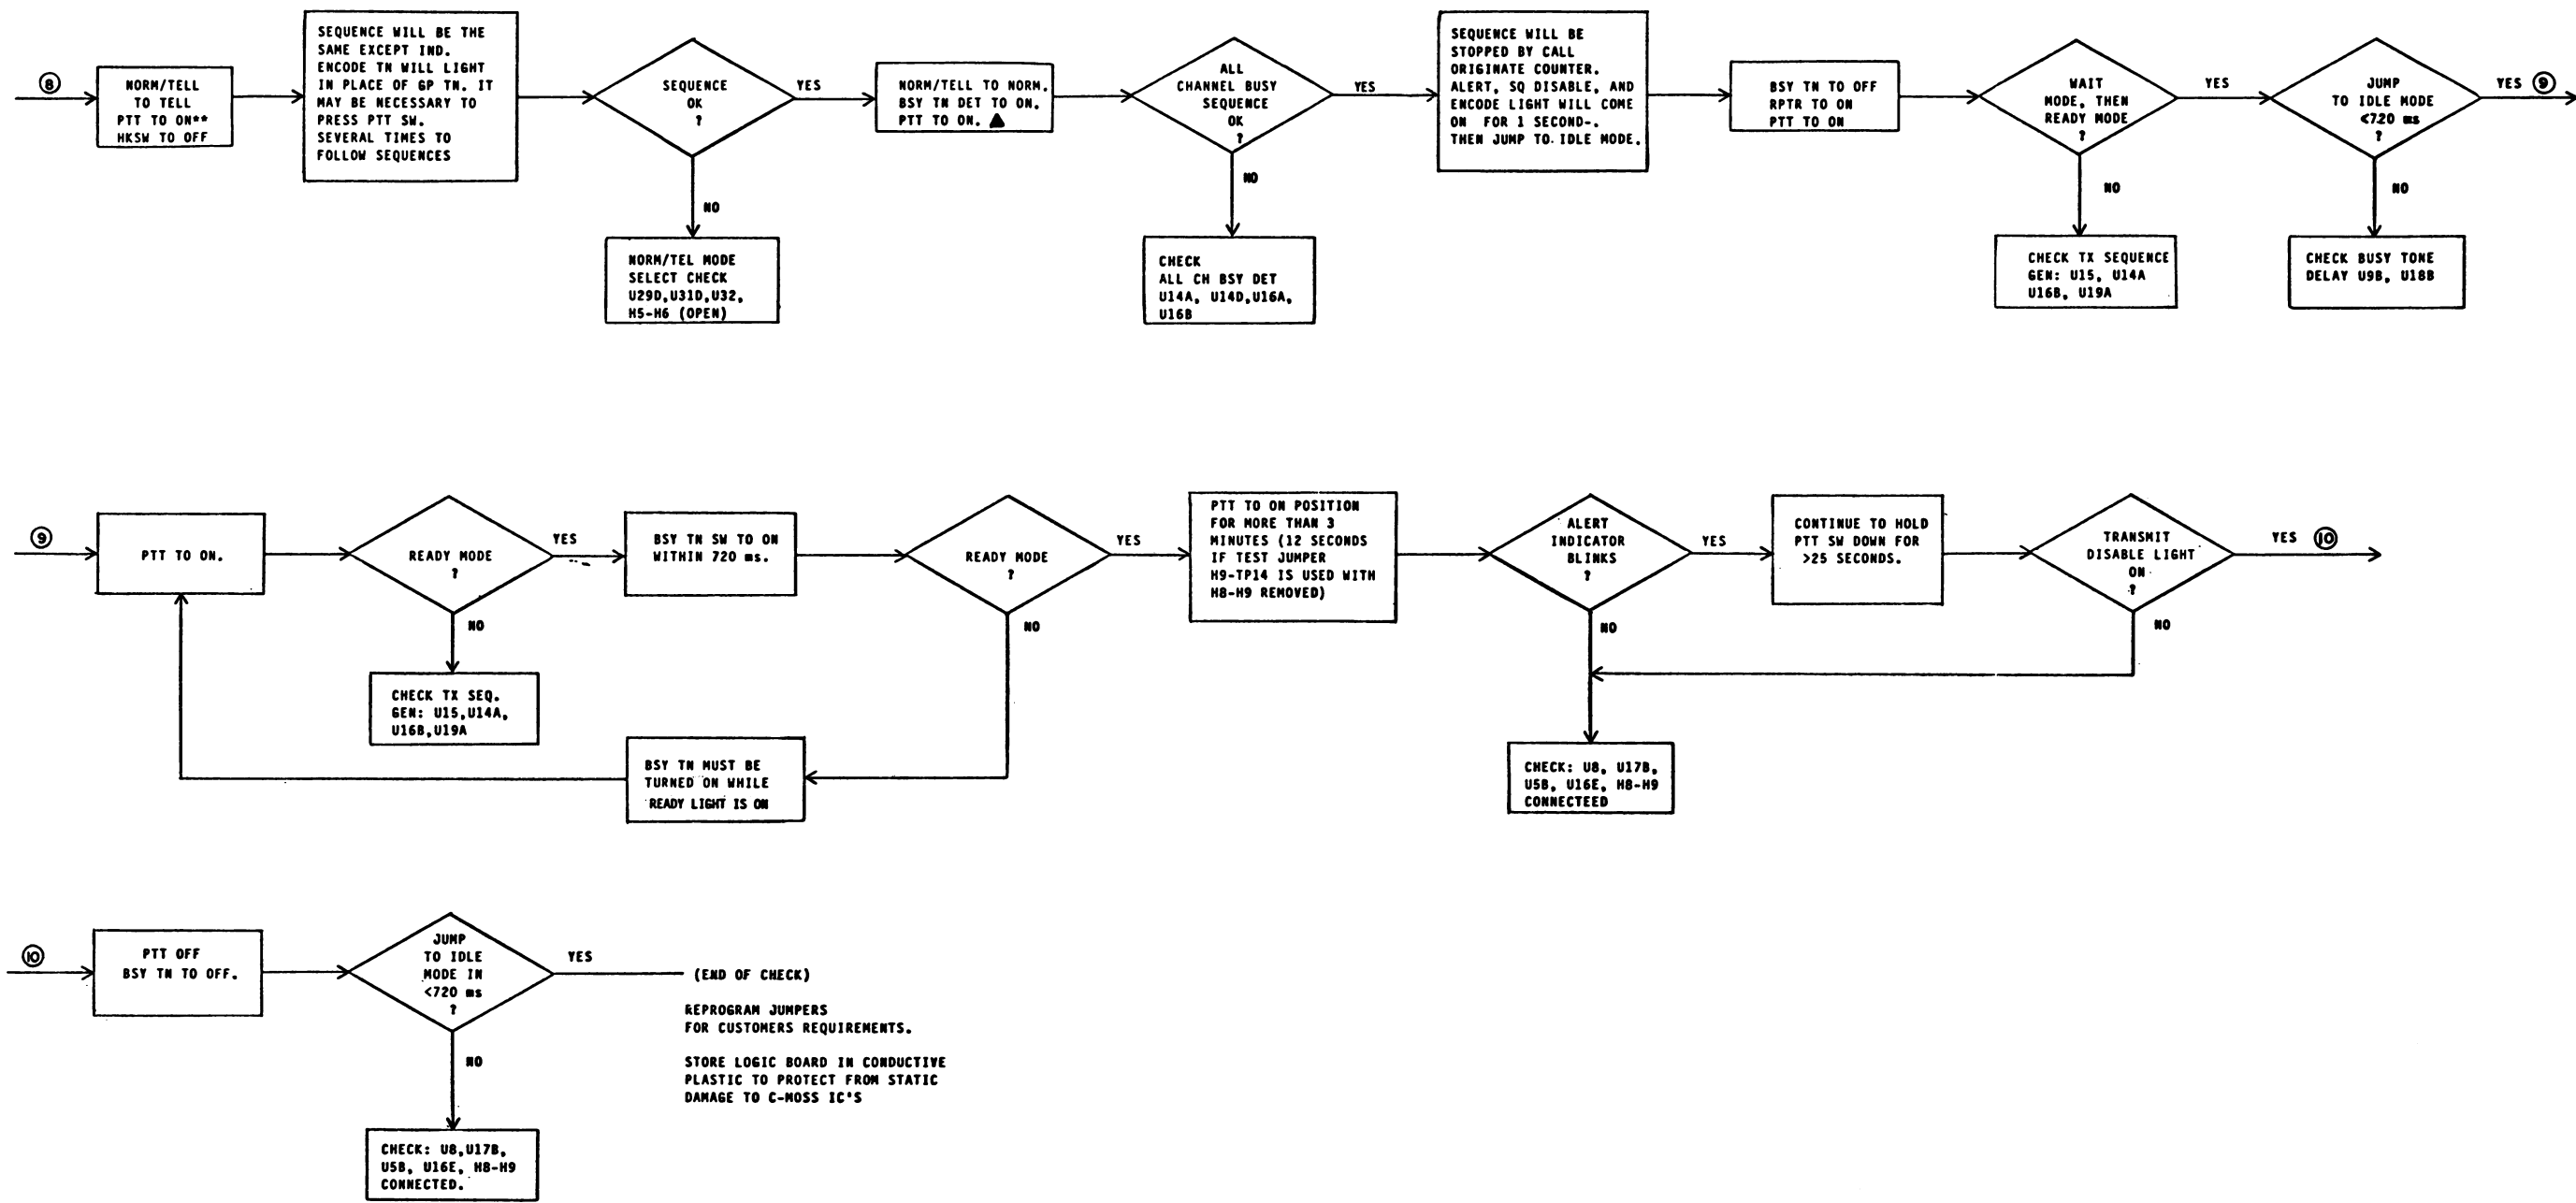 8
NORM/TELL
TO TELL
PTT TO ON**
HKSW TO OFF
SEQUENCE WILL BE THE
SAME EXCEPT IND.
ENCODE TN WILL LIGHT
IN PLACE OF GP TN. IT
MAY BE NECESSARY TO
PRESS PTT SW.
SEVERAL TIMES TO
FOLLOW SEQUENCES
SEQUENCE
OK
?
YES
NO
NORM/TEL MODE
SELECT CHECK
U29D,U31D,U32,
H5-H6 (OPEN)
NORM/TELL TO NORM.
BSY TN DET TO ON.
PTT TO ON. ▲
ALL
CHANNEL BUSY
SEQUENCE
OK
?
YES
NO
CHECK
ALL CH BSY DET
U14A, U14D,U16A,
U16B
SEQUENCE WILL BE
STOPPED BY CALL
ORIGINATE COUNTER.
ALERT, SQ DISABLE, AND
ENCODE LIGHT WILL COME
ON FOR 1 SECOND-.
THEN JUMP TO IDLE MODE.
BSY TN TO OFF
RPTR TO ON
PTT TO ON
WAIT
MODE, THEN
READY MODE
?
YES
NO
CHECK TX SEQUENCE
GEN: U15, U14A
U16B, U19A
JUMP
TO IDLE MODE
<720 ms
?
YES 9
NO
CHECK BUSY TONE
DELAY U9B, U18B
9
PTT TO ON.
READY MODE
?
YES
NO
CHECK TX SEQ.
GEN: U15,U14A,
U16B,U19A
BSY TN SW TO ON
WITHIN 720 ms.
READY MODE
?
YES
NO
BSY TN MUST BE
TURNED ON WHILE
READY LIGHT IS ON
PTT TO ON POSITION
FOR MORE THAN 3
MINUTES (12 SECONDS
IF TEST JUMPER
H9-TP14 IS USED WITH
H8-H9 REMOVED)
ALERT
INDICATOR
BLINKS
?
YES
NO
CHECK: U8, U17B,
U5B, U16E, H8-H9
CONNECTEED
CONTINUE TO HOLD
PTT SW DOWN FOR
>25 SECONDS.
TRANSMIT
DISABLE LIGHT
ON
?
YES 10
NO
10
PTT OFF
BSY TN TO OFF.
JUMP
TO IDLE
MODE IN
<720 ms
?
YES
NO
CHECK: U8,U17B,
U5B, U16E, H8-H9
CONNECTED.
(END OF CHECK)
REPROGRAM JUMPERS
FOR CUSTOMERS REQUIREMENTS.
STORE LOGIC BOARD IN CONDUCTIVE
PLASTIC TO PROTECT FROM STATIC
DAMAGE TO C-MOSS IC'S